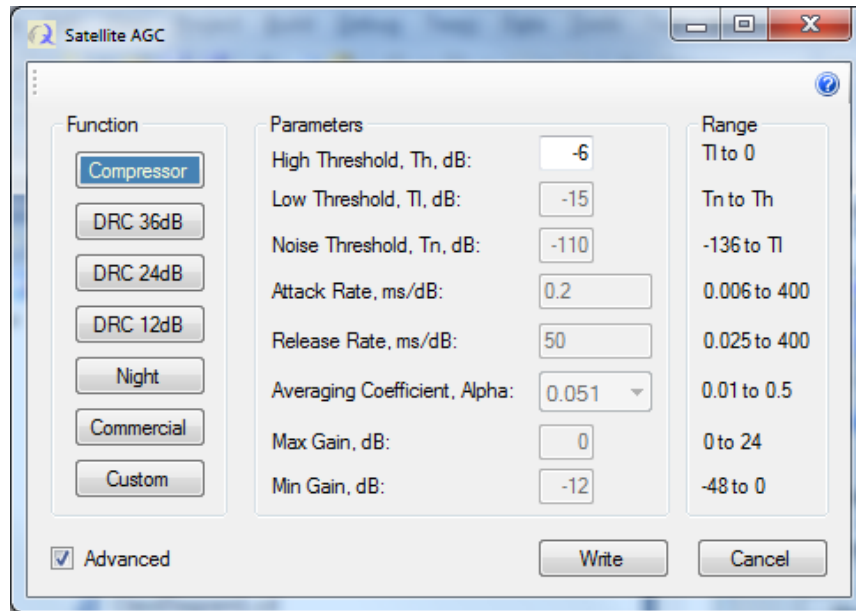 Satellite AGC
Function
Compressor
DRC 36dB
DRC 24dB
DRC 12dB
Night
Commercial
Custom
Parameters
High Threshold, Th, dB: -6
Low Threshold, Tl, dB: -15
Noise Threshold, Tn, dB: -110
Attack Rate, ms/dB: 0.2
Release Rate, ms/dB: 50
Averaging Coefficient, Alpha: 0.051
Max Gain, dB: 0
Min Gain, dB: -12
Range
Tl to 0
Tn to Th
-136 to Tl
0.006 to 400
0.025 to 400
0.01 to 0.5
0 to 24
-48 to 0
Advanced
Write
Cancel